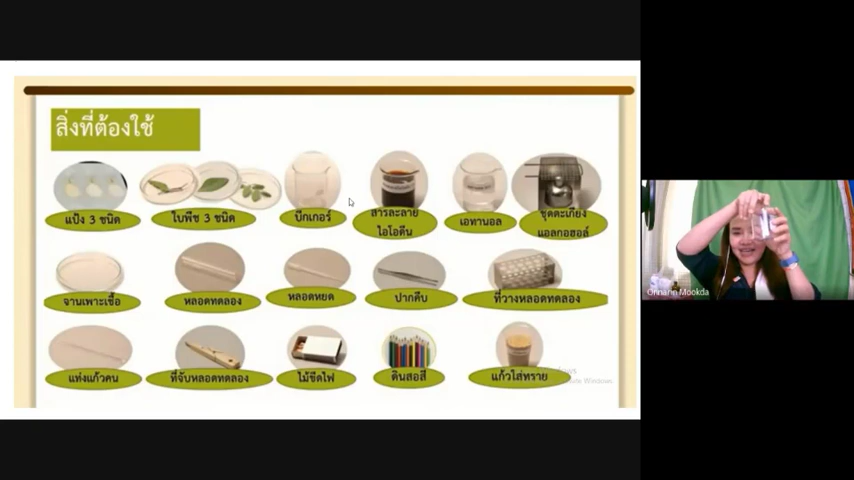 สิ่งที่ต้องใช้
แป้ง 3 ชนิด
ใบพืช 3 ชนิด
บีกเกอร์
สารละลาย
ไอโอดีน
เอทานอล
ชุดตะเกียง
แอลกอฮอล์
จานเพาะเชื้อ
หลอดทดลอง
หลอดหยด
ปากคีบ
ที่วางหลอดทดลอง
แท่งแก้วคน
ที่จับหลอดทดลอง
ไม้ขีดไฟ
ดินสอสี
แก้วใส่ทราย
Windows.
Mookda